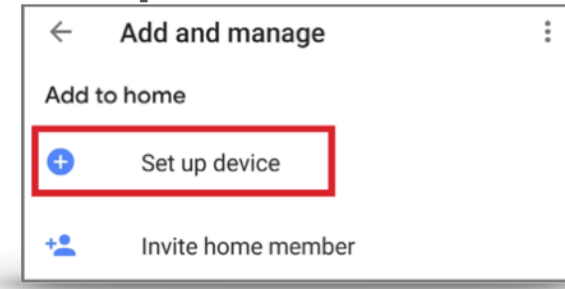 Add and manage
Add to home
Set up device
Invite home member